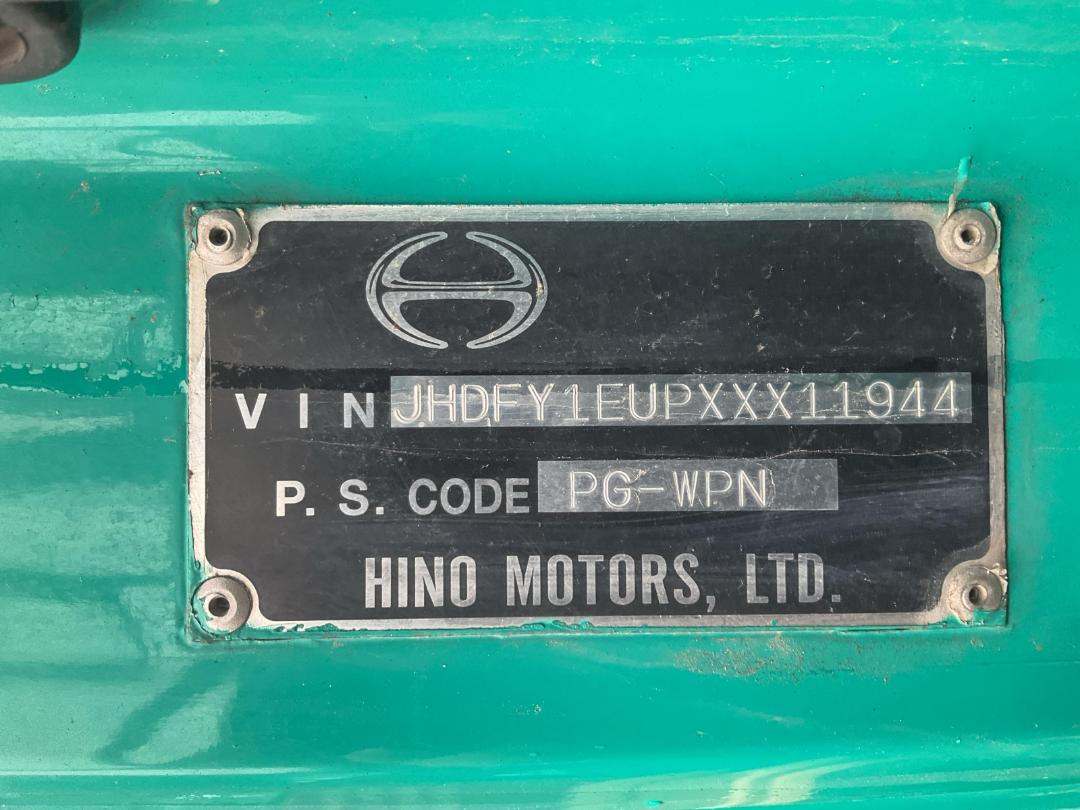 VIN JHDFY1EUPXXX11944
P. S. CODE PG-WPN
HINO MOTORS, LTD.